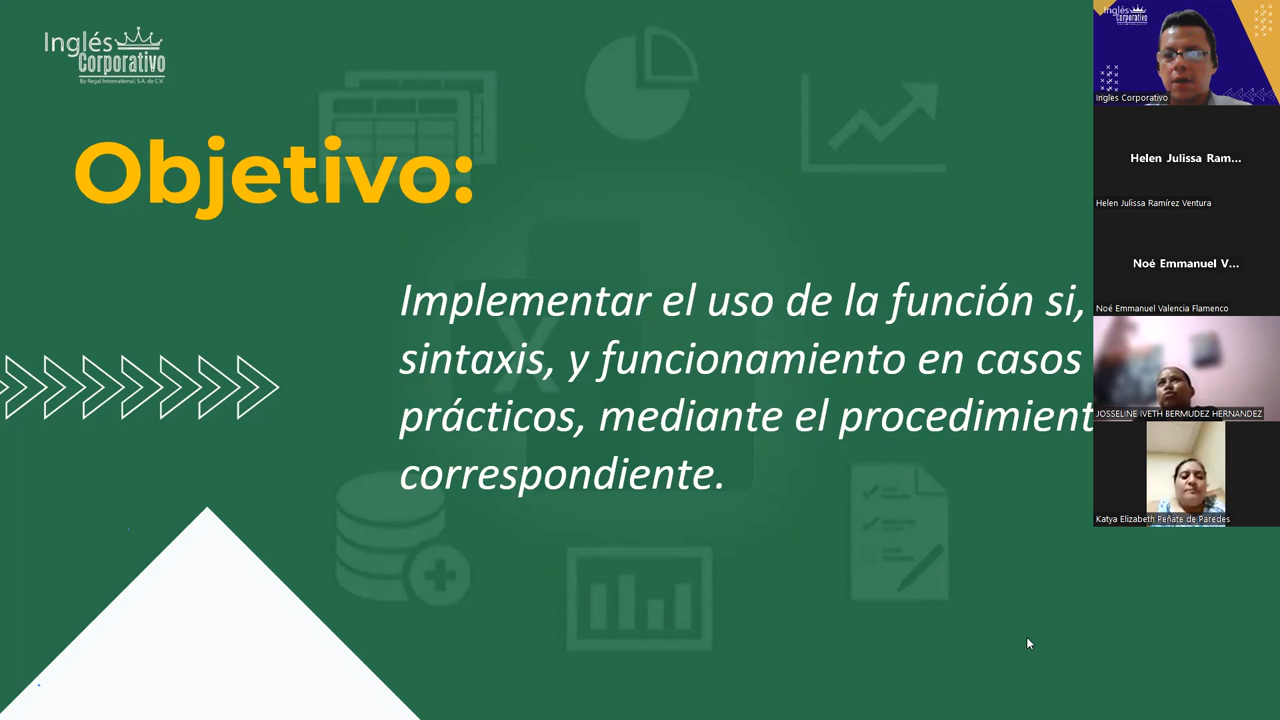 Inglés
Corporativo
By Regal International, S.A. de C.V.
Objetivo:
Implementar el uso de la función si,
sintaxis, y funcionamiento en casos
prácticos, mediante el procedimient
correspondiente.
Inglés
Corporativo
Ingles Corporativo
Helen Julissa Ram...
Helen Julissa Ramírez Ventura
Noé Emmanuel V...
Noé Emmanuel Valencia Flamenco
JOSSELINE IVETH BERMUDEZ HERNANDEZ
Katya Elizabeth Peñate de Paredes